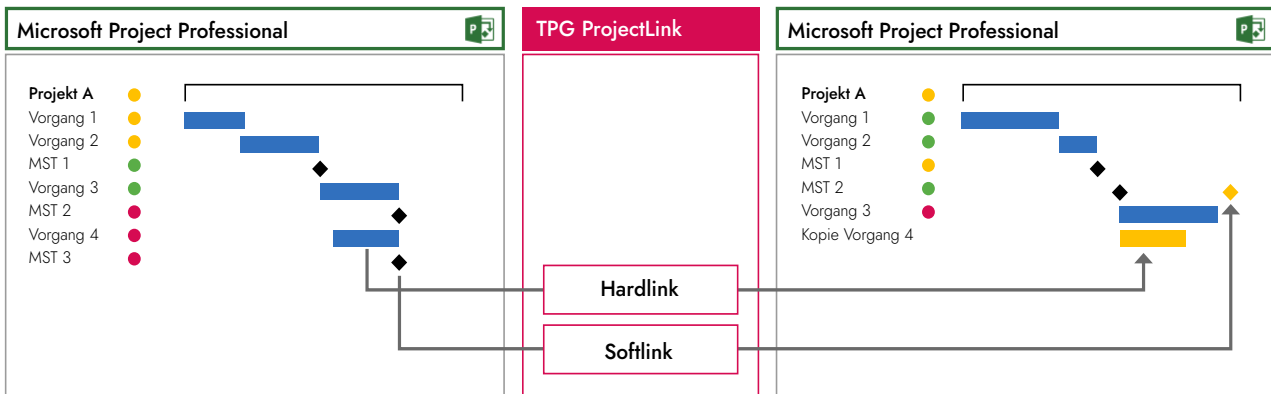 Microsoft Project Professional
P
TPG ProjectLink
Microsoft Project Professional
P
Projekt A
Vorgang 1
Vorgang 2
MST 1
Vorgang 3
MST 2
Vorgang 4
MST 3
Hardlink
Softlink
Projekt A
Vorgang 1
Vorgang 2
MST 1
MST 2
Vorgang 3
Kopie Vorgang 4